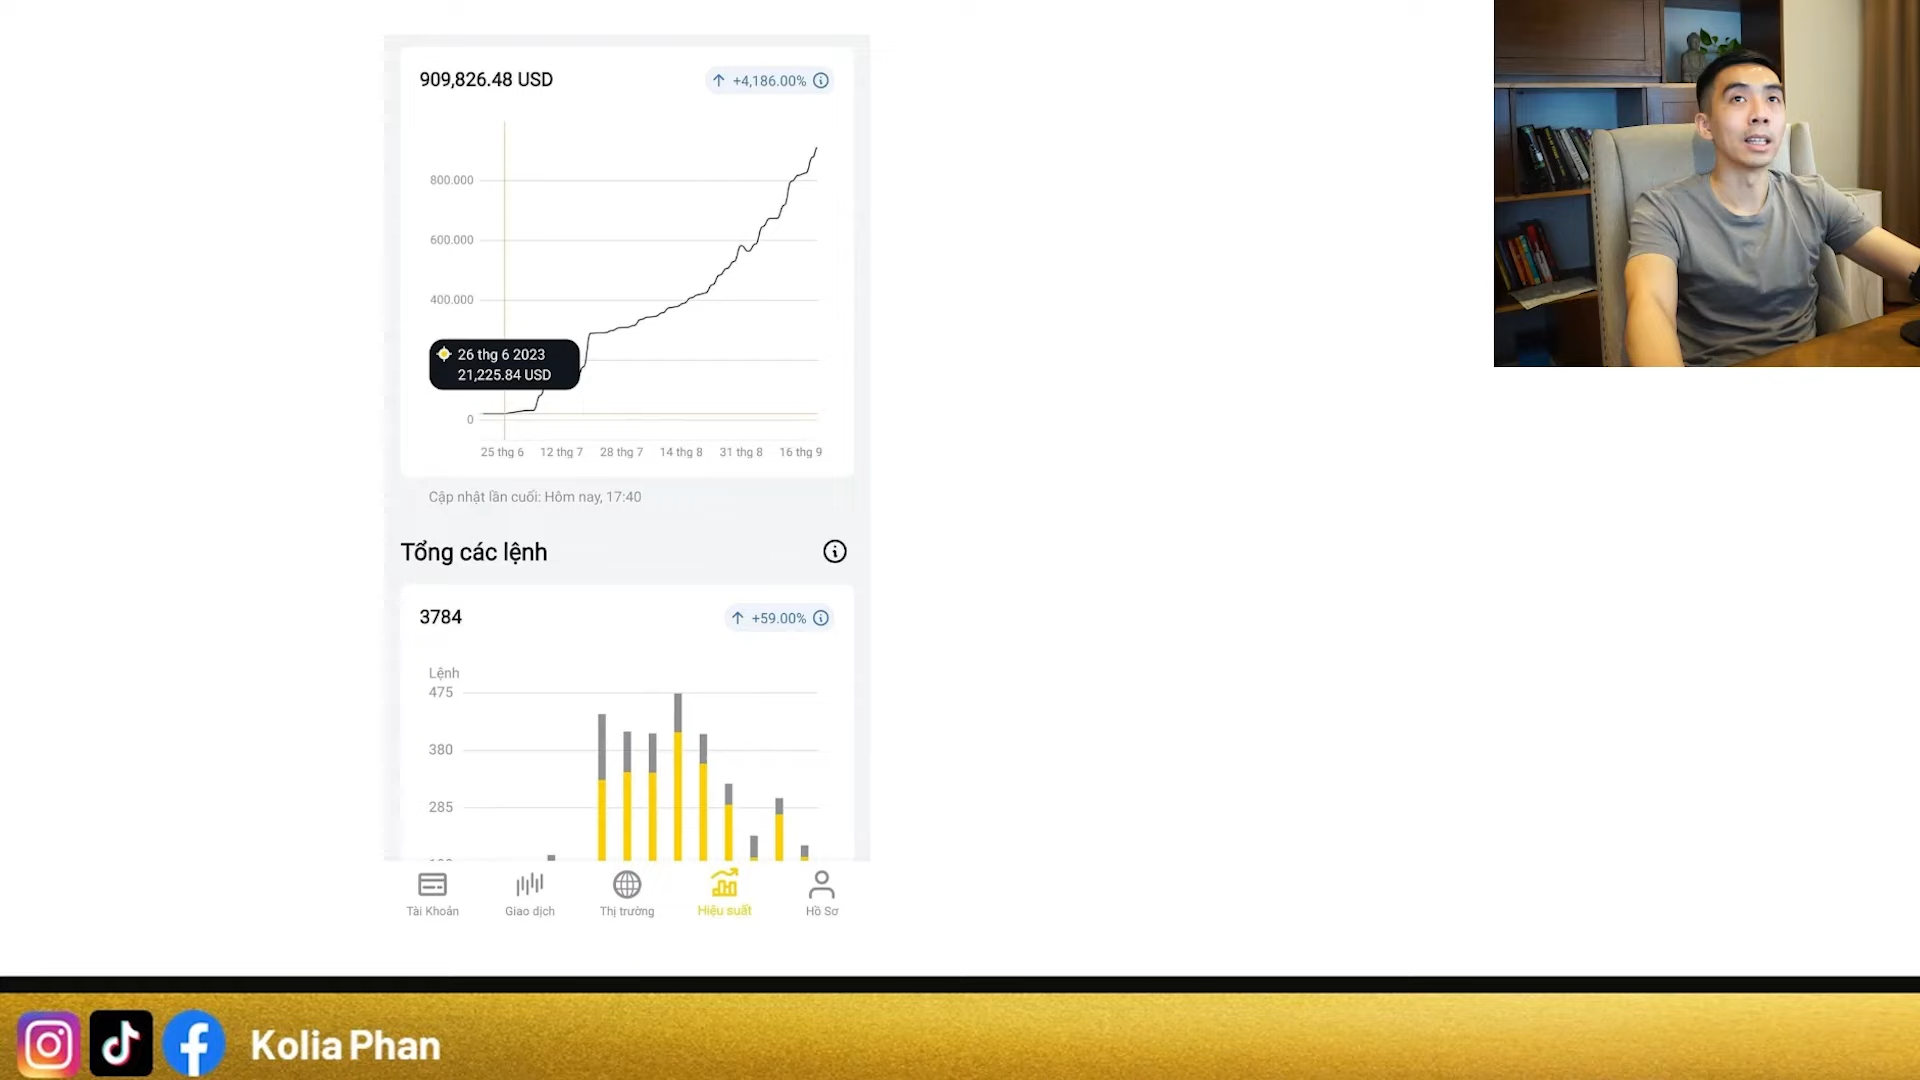 909,826.48 USD
+4,186.00%
800.000
600.000
400.000
26 thg 6 2023
21,225.84 USD
0
25 thg 6 12 thg 7 28 thg 7 14 thg 8 31 thg 8 16 thg 9
Cập nhật lần cuối: Hôm nay, 17:40
Tổng các lệnh
3784
+59.00%
Lệnh
475
380
285
Tài Khoản Giao dịch Thị trường Hiệu suất Hồ Sơ
Kolia Phan